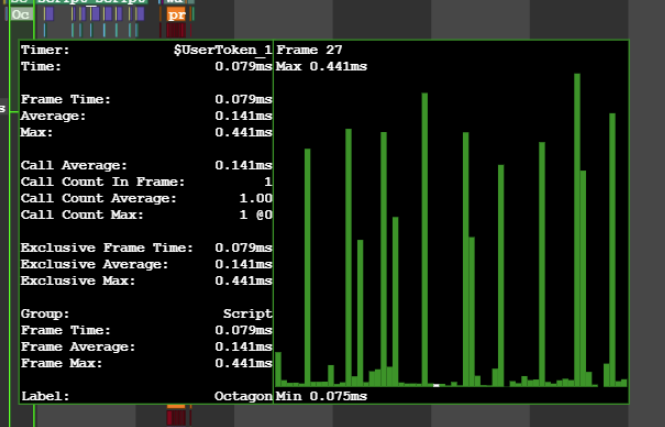 Oc
pr
Timer: $UserToken_1
Time: 0.079ms
Frame Time: 0.079ms
Average: 0.141ms
Max: 0.441ms
Call Average: 0.141ms
Call Count In Frame: 1
Call Count Average: 1.00
Call Count Max: 1 @0
Exclusive Frame Time: 0.079ms
Exclusive Average: 0.141ms
Exclusive Max: 0.441ms
Group: Script
Frame Time: 0.079ms
Frame Average: 0.141ms
Frame Max: 0.441ms
Label: Octagon
Frame 27
Max 0.441ms
Min 0.075ms